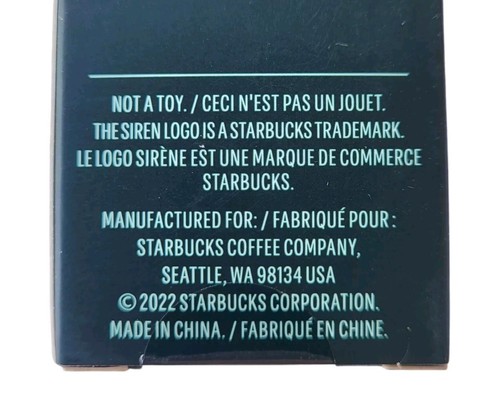 NOT A TOY. / CECI N'EST PAS UN JOUET.
THE SIREN LOGO IS A STARBUCKS TRADEMARK.
LE LOGO SIRÈNE EST UNE MARQUE DE COMMERCE
STARBUCKS.
MANUFACTURED FOR: / FABRIQUÉ POUR :
STARBUCKS COFFEE COMPANY,
SEATTLE, WA 98134 USA
© 2022 STARBUCKS CORPORATION.
MADE IN CHINA. / FABRIQUÉ EN CHINE.